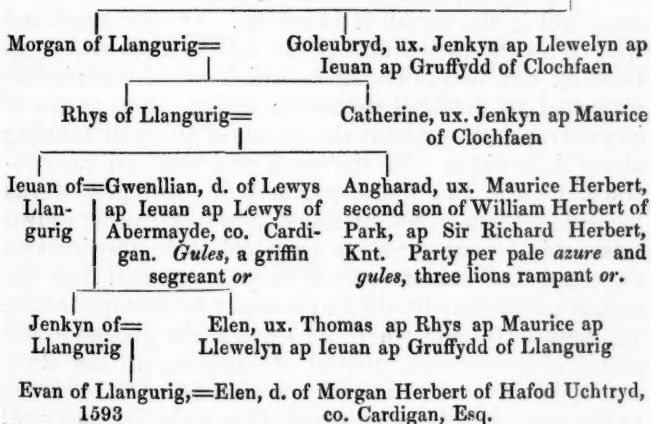 Morgan of Llangurig=
Goleubryd, ux. Jenkyn ap Llewelyn ap
Ieuan ap Gruffydd of Clochfaen
Rhys of Llangurig=
Catherine, ux. Jenkyn ap Maurice
of Clochfaen
Ieuan of=Gwenllian, d. of Lewys
Llan-
gurig
ap Ieuan ap Lewys of
Abermayde, co. Cardi-
gan. Gules, a griffin
segreant or
Angharad, ux. Maurice Herbert,
second son of William Herbert of
Park, ap Sir Richard Herbert,
Knt. Party per pale azure and
gules, three lions rampant or.
Jenkyn of=
Llangurig
Elen, ux. Thomas ap Rhys ap Maurice ap
Llewelyn ap Ieuan ap Gruffydd of Llangurig
Evan of Llangurig,=Elen, d. of Morgan Herbert of Hafod Uchtryd,
1593
co. Cardigan, Esq.